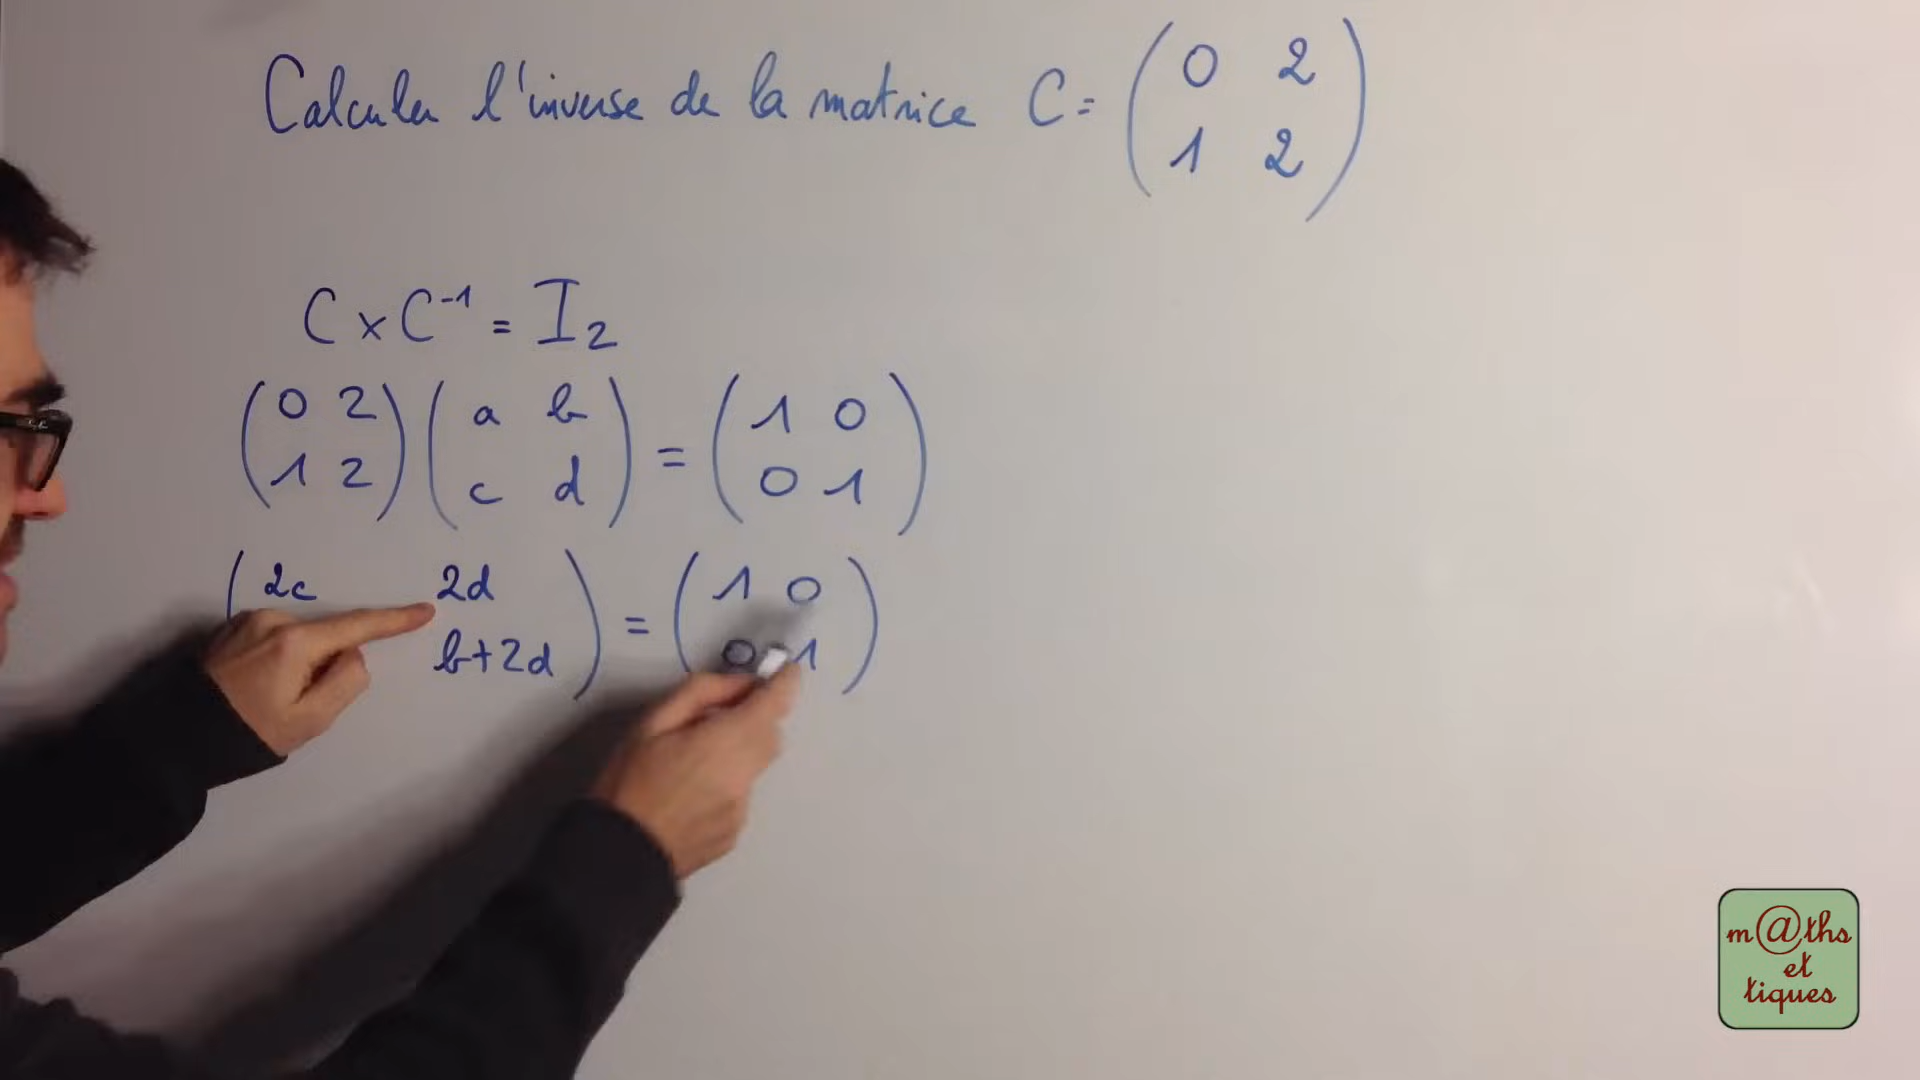 Calculer l'inverse de la matrice C = ( 0 2
1 2 )
C × C⁻¹ = I₂
( 0 2 ) ( a b ) = ( 1 0 )
( 1 2 ) ( c d ) ( 0 1 )
( 2c 2d ) = ( 1 0 )
b+2d ) ( 0 1 )
m@ths
et
tiques